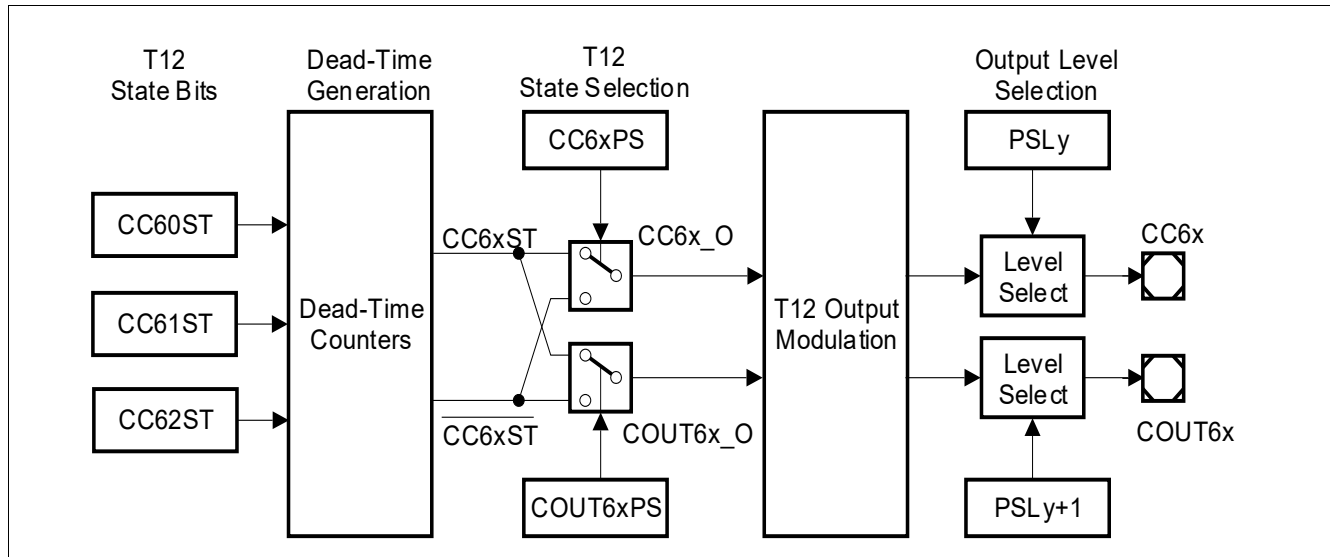 T12
State Bits
Dead-Time
Generation
T12
State Selection
Output Level
Selection
CC6xPS
PSLy
CC60ST
CC61ST
CC62ST
Dead-Time
Counters
CC6xST
CC6xST
CC6x_O
COUT6x_O
COUT6xPS
T12 Output
Modulation
Level
Select
Level
Select
CC6x
COUT6x
PSLy+1